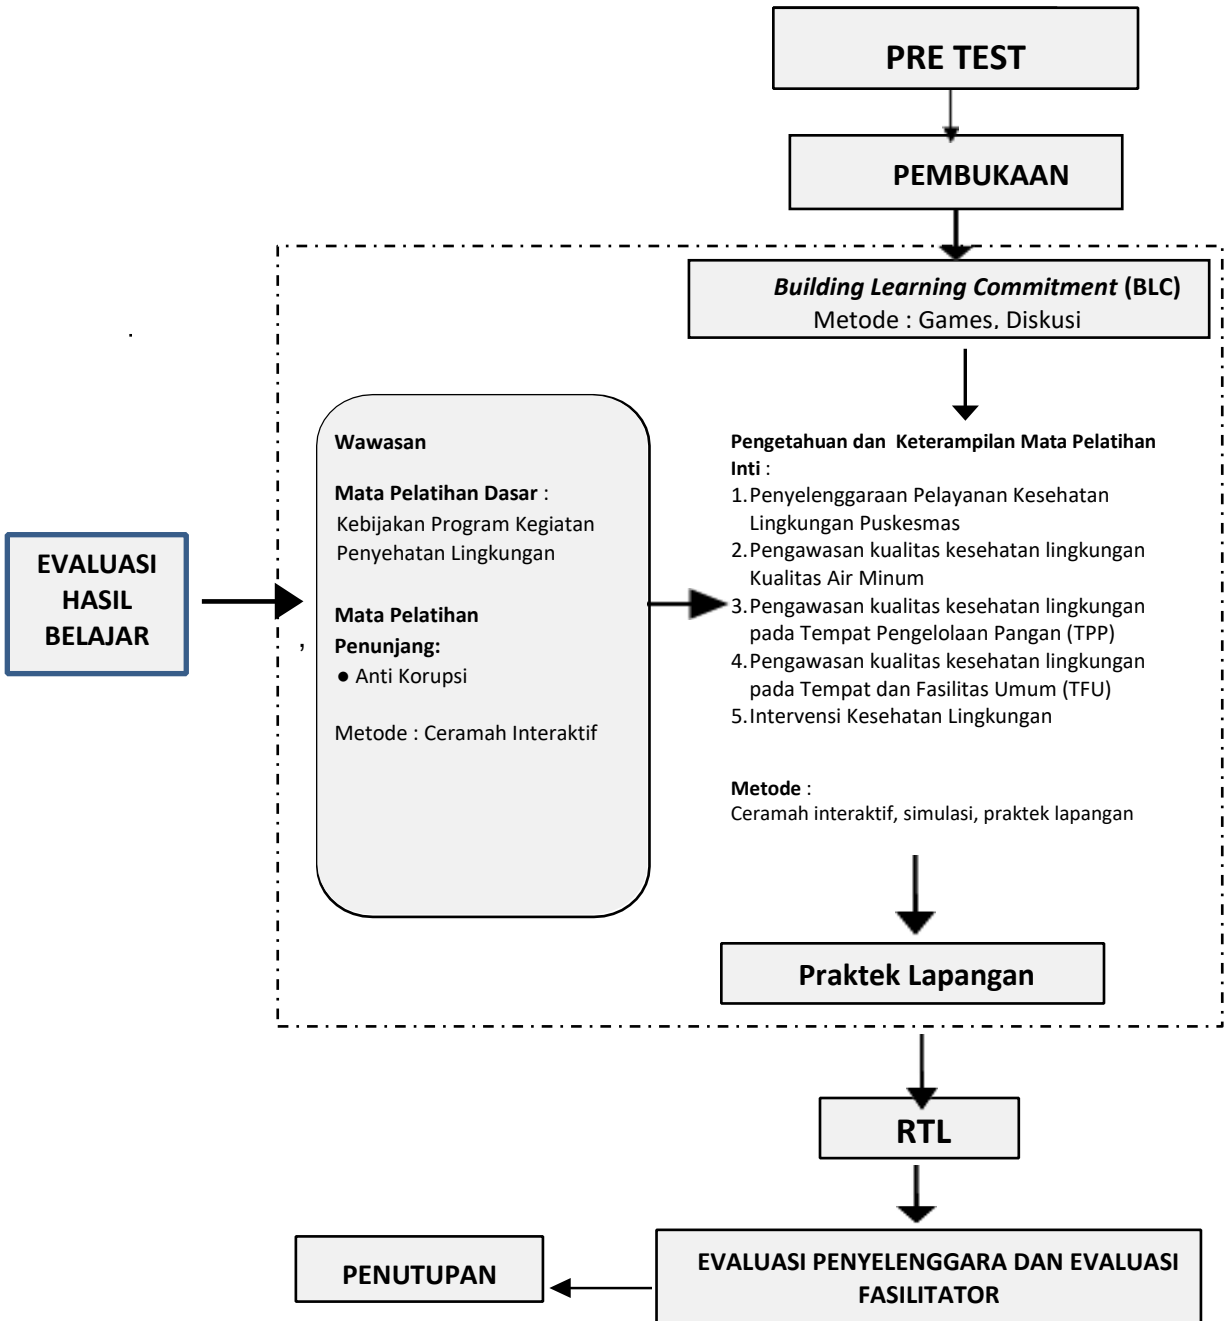 PRE TEST
PEMBUKAAN
Building Learning Commitment (BLC)
Metode : Games, Diskusi
EVALUASI
HASIL
BELAJAR
,
Wawasan
Mata Pelatihan Dasar :
Kebijakan Program Kegiatan
Penyehatan Lingkungan
Mata Pelatihan
Penunjang:
● Anti Korupsi
Metode : Ceramah Interaktif
Pengetahuan dan Keterampilan Mata Pelatihan
Inti :
1. Penyelenggaraan Pelayanan Kesehatan
Lingkungan Puskesmas
2. Pengawasan kualitas kesehatan lingkungan
Kualitas Air Minum
3. Pengawasan kualitas kesehatan lingkungan
pada Tempat Pengelolaan Pangan (TPP)
4. Pengawasan kualitas kesehatan lingkungan
pada Tempat dan Fasilitas Umum (TFU)
5. Intervensi Kesehatan Lingkungan
Metode :
Ceramah interaktif, simulasi, praktek lapangan
Praktek Lapangan
RTL
EVALUASI PENYELENGGARA DAN EVALUASI
FASILITATOR
PENUTUPAN